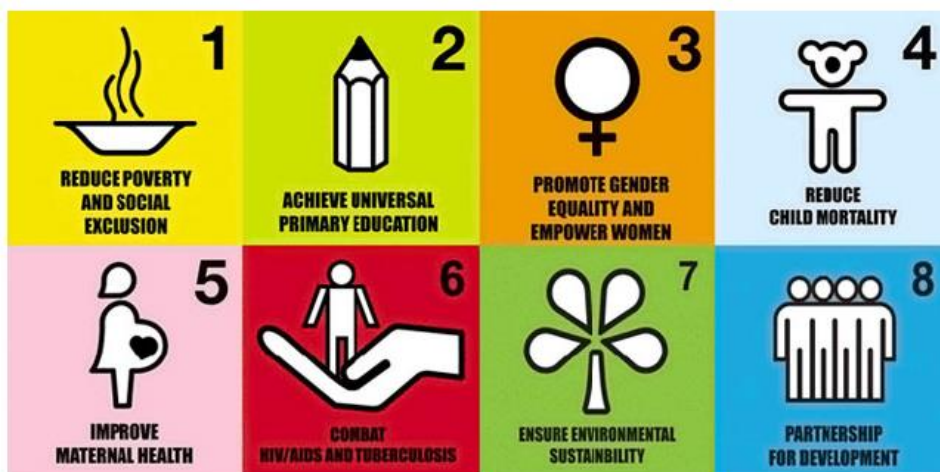 1
REDUCE POVERTY
AND SOCIAL
EXCLUSION
2
ACHIEVE UNIVERSAL
PRIMARY EDUCATION
3
PROMOTE GENDER
EQUALITY AND
EMPOWER WOMEN
4
REDUCE
CHILD MORTALITY
5
IMPROVE
MATERNAL HEALTH
6
COMBAT
HIV/AIDS AND TUBERCULOSIS
7
ENSURE ENVIRONMENTAL
SUSTAINABILITY
8
PARTNERSHIP
FOR DEVELOPMENT